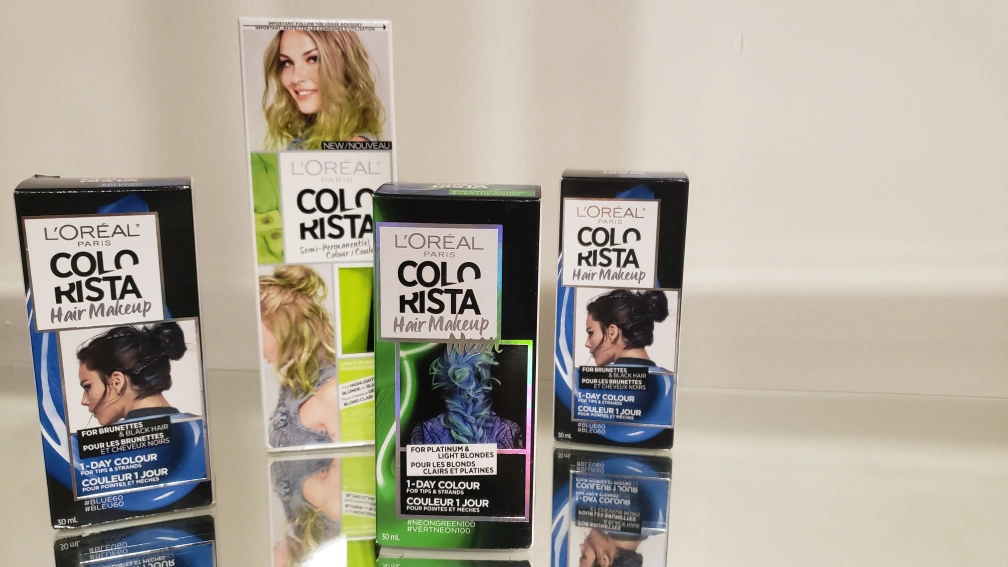 L'ORÉAL
PARIS
COLO
RISTA
Hair Makeup
FOR BRUNETTES
& BLACK HAIR
POUR LES BRUNETTES
ET CHEVEUX NOIRS
1-DAY COLOUR
FOR TIPS & STRANDS
COULEUR 1 JOUR
POUR POINTES ET MÈCHES
#BLUE60
#BLEU60
30 mL
IMPORTANT: FOLLOW THE USAGE ADVISORY
IMPORTANT: RESPECTER LES CONSIGNES D'UTILISATION
NEW/NOUVEAU
L'ORÉAL
PARIS
COLO
RISTA
Semi-Permanent(e)
Colour / Coule
L'ORÉAL
PARIS
COLO
RISTA
Hair Makeup
Neon
FOR PLATINUM &
LIGHT BLONDES
POUR LES BLONDS
CLAIRS ET PLATINES
1-DAY COLOUR
FOR TIPS & STRANDS
COULEUR 1 JOUR
POUR POINTES ET MÈCHES
#NEONGREEN100
#VERTNEON100
30 mL
L'ORÉAL
PARIS
COLO
RISTA
Hair Makeup
FOR BRUNETTES
& BLACK HAIR
POUR LES BRUNETTES
ET CHEVEUX NOIRS
1-DAY COLOUR
FOR TIPS & STRANDS
COULEUR 1 JOUR
POUR POINTES ET MÈCHES
#BLUE60
#BLEU60
30 mL